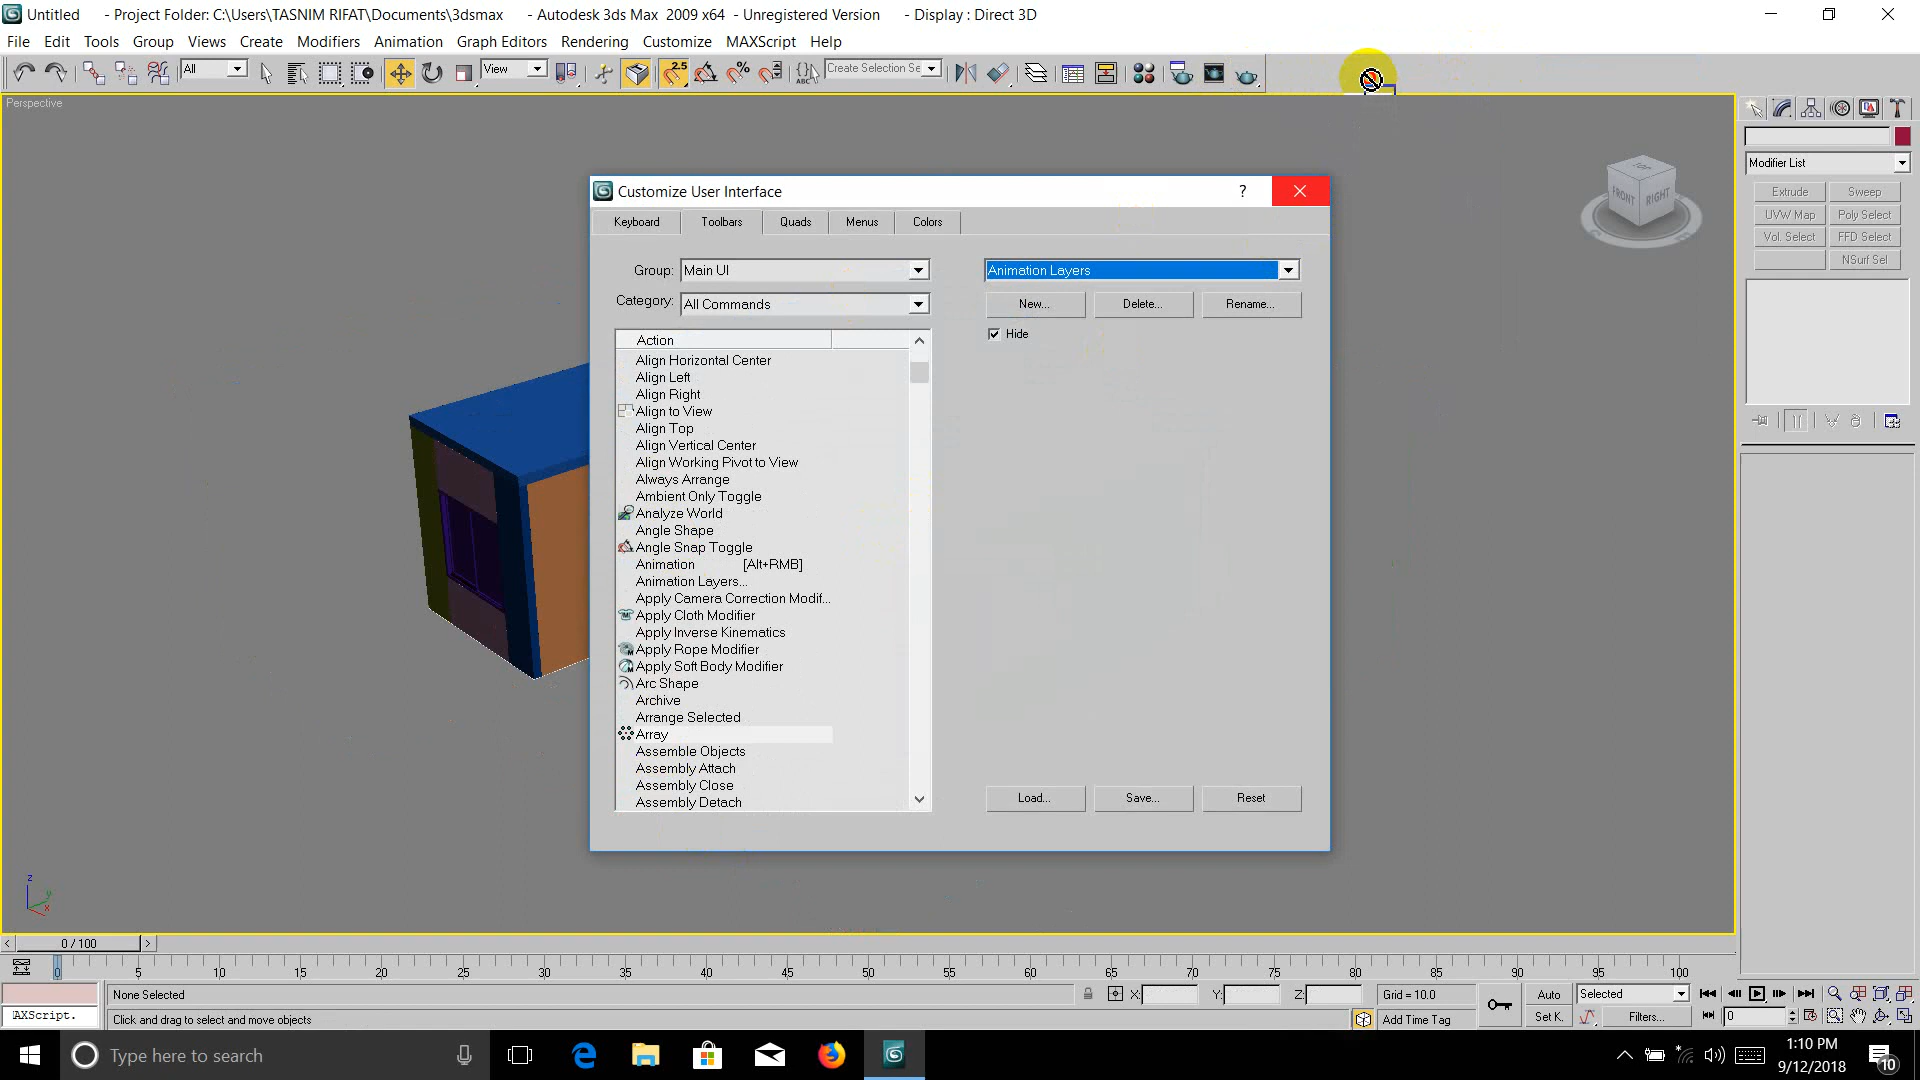 Untitled - Project Folder: C:\Users\TASNIM RIFAT\Documents\3dsmax - Autodesk 3ds Max 2009 x64 - Unregistered Version - Display : Direct 3D
File Edit Tools Group Views Create Modifiers Animation Graph Editors Rendering Customize MAXScript Help
All View 2.5 Create Selection Se
Perspective
Customize User Interface ?
Keyboard Toolbars Quads Menus Colors
Group: Main UI
Category: All Commands
Action
Align Horizontal Center
Align Left
Align Right
Align to View
Align Top
Align Vertical Center
Align Working Pivot to View
Always Arrange
Ambient Only Toggle
Analyze World
Angle Shape
Angle Snap Toggle
Animation [Alt+RMB]
Animation Layers...
Apply Camera Correction Modif...
Apply Cloth Modifier
Apply Inverse Kinematics
Apply Rope Modifier
Apply Soft Body Modifier
Arc Shape
Archive
Arrange Selected
Array
Assemble Objects
Assembly Attach
Assembly Close
Assembly Detach
Animation Layers
New... Delete... Rename...
Hide
Load... Save... Reset
TOP
FRONT RIGHT
Modifier List
Extrude Sweep
UVW Map Poly Select
Vol. Select FFD Select
NSurf Sel
z
y
x
< 0 / 100 >
0 5 10 15 20 25 30 35 40 45 50 55 60 65 70 75 80 85 90 95 100
None Selected X: Y: Z: Grid = 10.0 Auto Selected
AXScript. Click and drag to select and move objects Add Time Tag Set K. Filters... 0
Type here to search
1:10 PM
9/12/2018
10